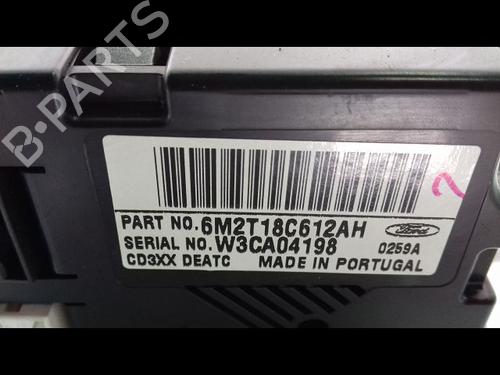 B-PARTS
PART NO. 6M2T18C612AH
SERIAL NO. W3CA04198
Ford
0259A
CD3XX DEATC MADE IN PORTUGAL